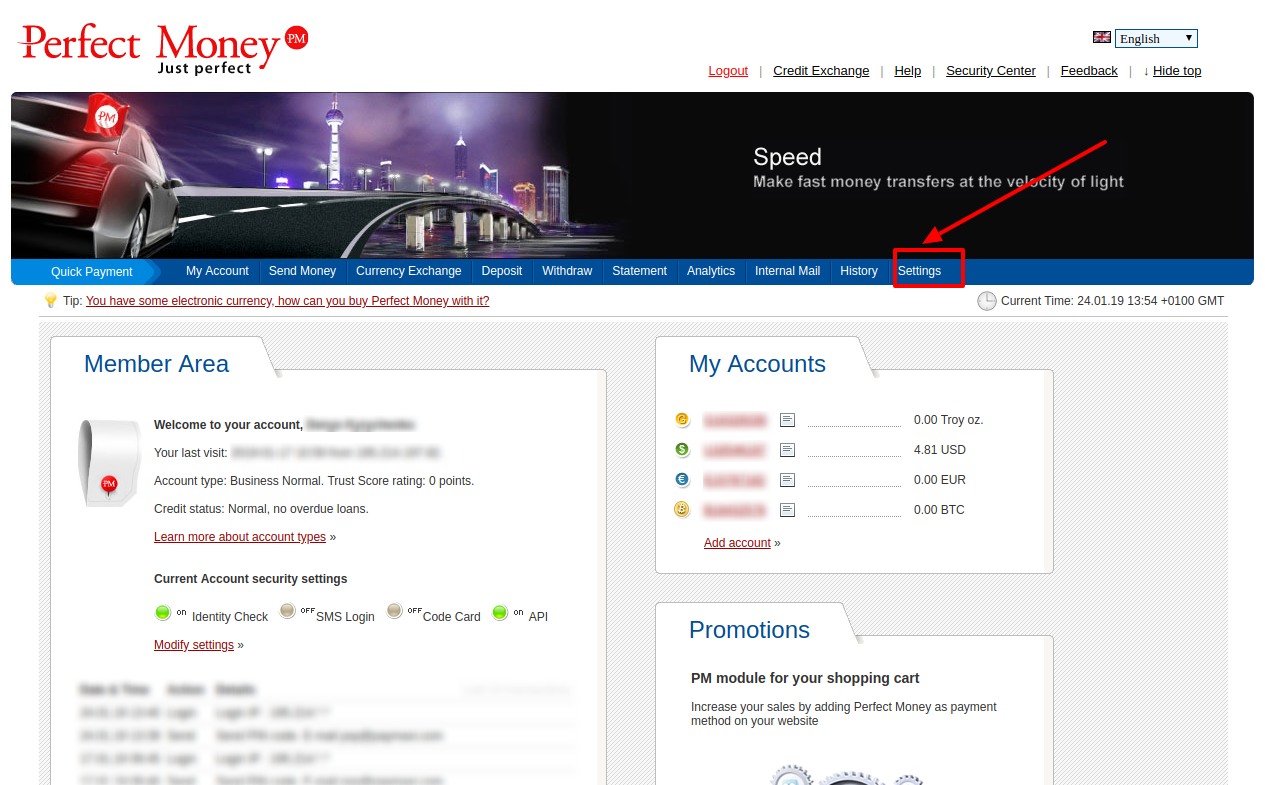 Perfect Money PM
Just perfect
English
Logout | Credit Exchange | Help | Security Center | Feedback | ↓ Hide top
PM
Speed
Make fast money transfers at the velocity of light
Quick Payment My Account Send Money Currency Exchange Deposit Withdraw Statement Analytics Internal Mail History Settings
Tip: You have some electronic currency, how can you buy Perfect Money with it?
Current Time: 24.01.19 13:54 +0100 GMT
Member Area
Welcome to your account,
Your last visit:
PM
Account type: Business Normal. Trust Score rating: 0 points.
Credit status: Normal, no overdue loans.
Learn more about account types »
Current Account security settings
ON Identity Check OFF SMS Login OFF Code Card ON API
Modify settings »
My Accounts
0.00 Troy oz.
4.81 USD
0.00 EUR
0.00 BTC
Add account »
Promotions
PM module for your shopping cart
Increase your sales by adding Perfect Money as payment
method on your website